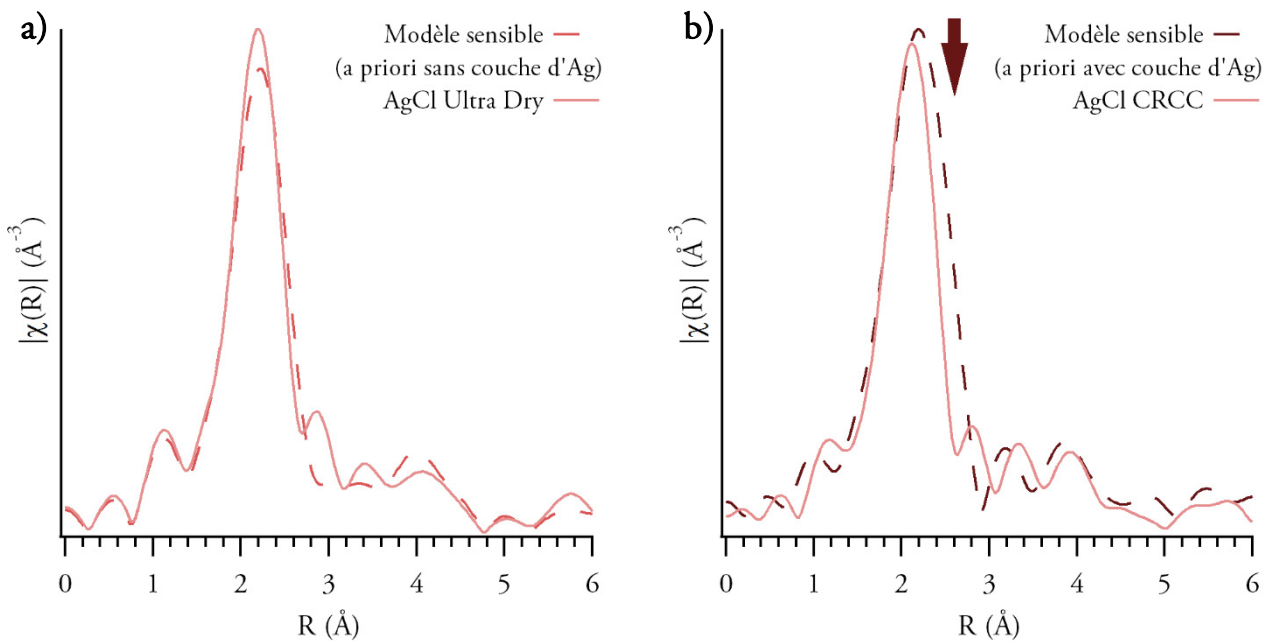 a)
Modèle sensible
(a priori sans couche d'Ag)
AgCl Ultra Dry
|χ(R)| (Å⁻³)
0 1 2 3 4 5 6
R (Å)
b)
Modèle sensible
(a priori avec couche d'Ag)
AgCl CRCC
|χ(R)| (Å⁻³)
0 1 2 3 4 5 6
R (Å)